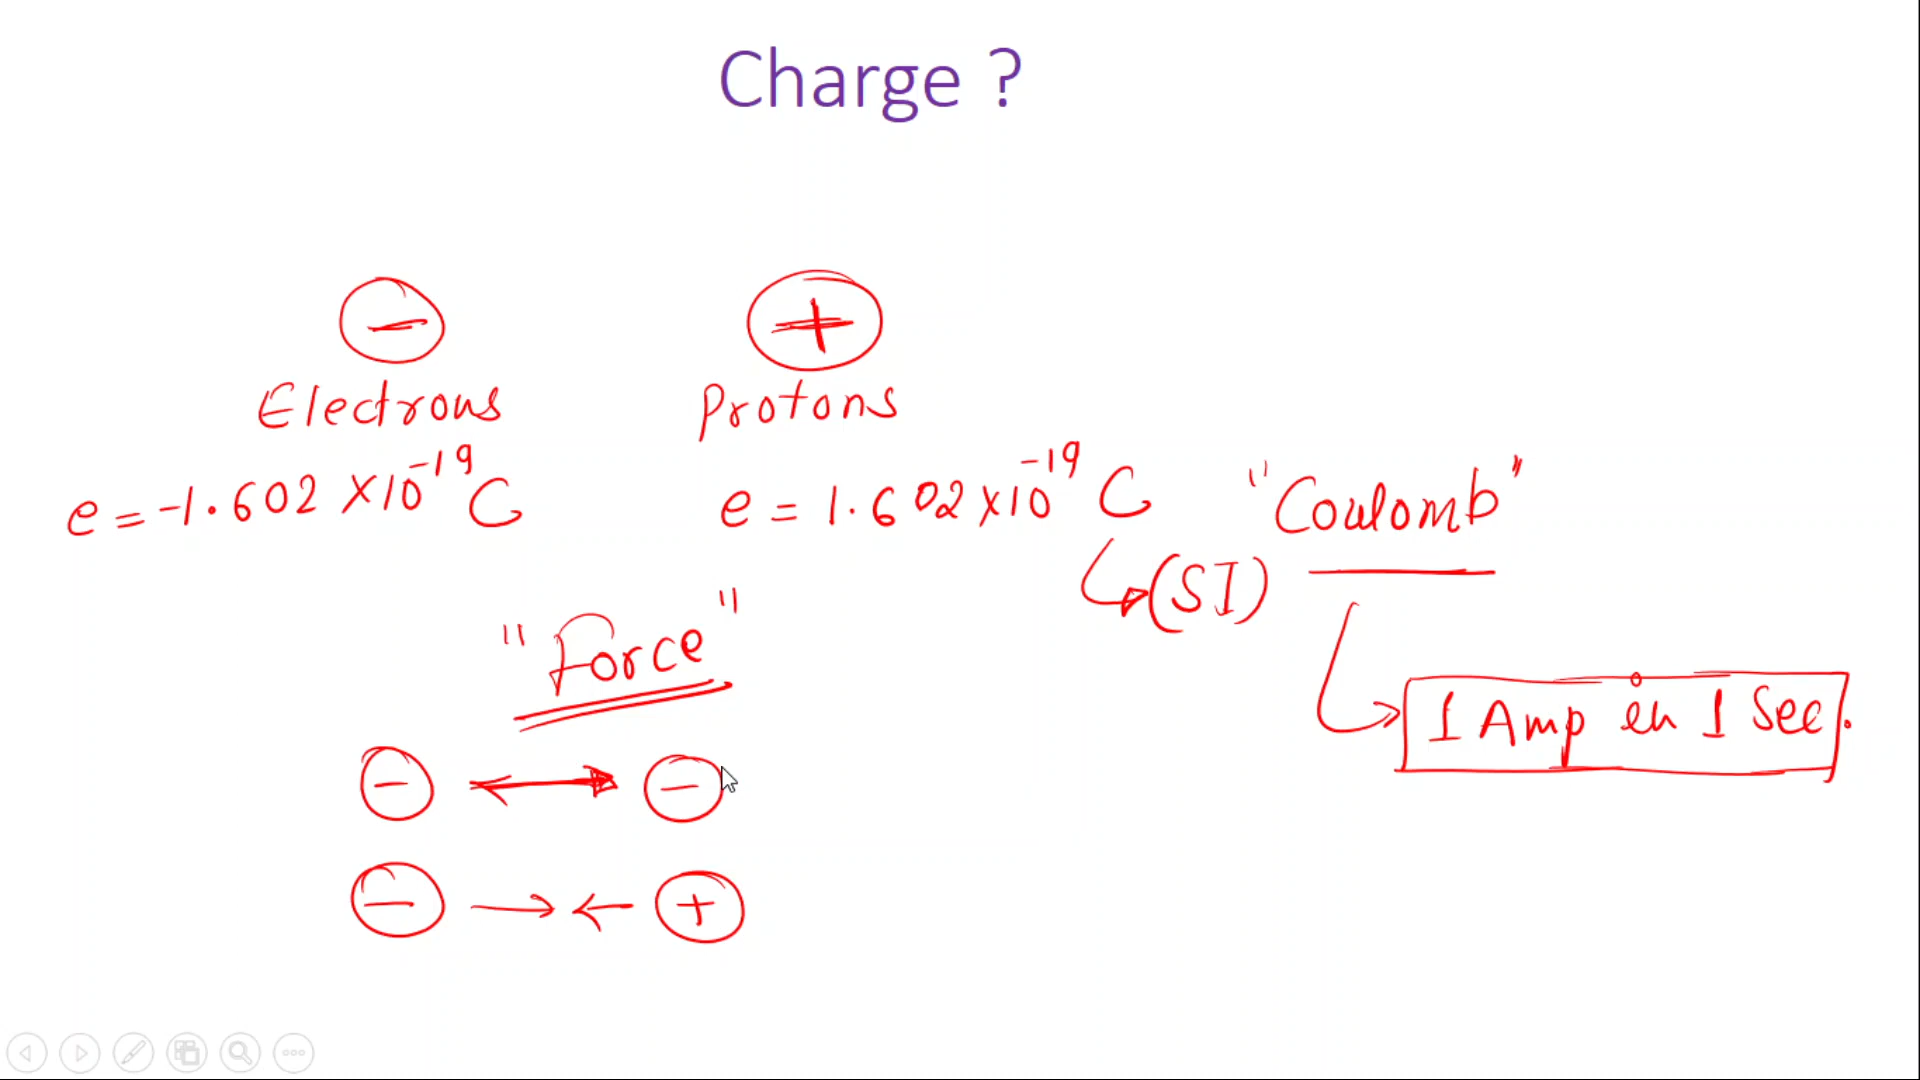 Charge ?
− +
Electrons Protons
e = -1.602 X10⁻¹⁹ C e = 1.602 x10⁻¹⁹ C "Coulomb"
(SI)
"Force"
1 Amp in 1 Sec.
− −
− +